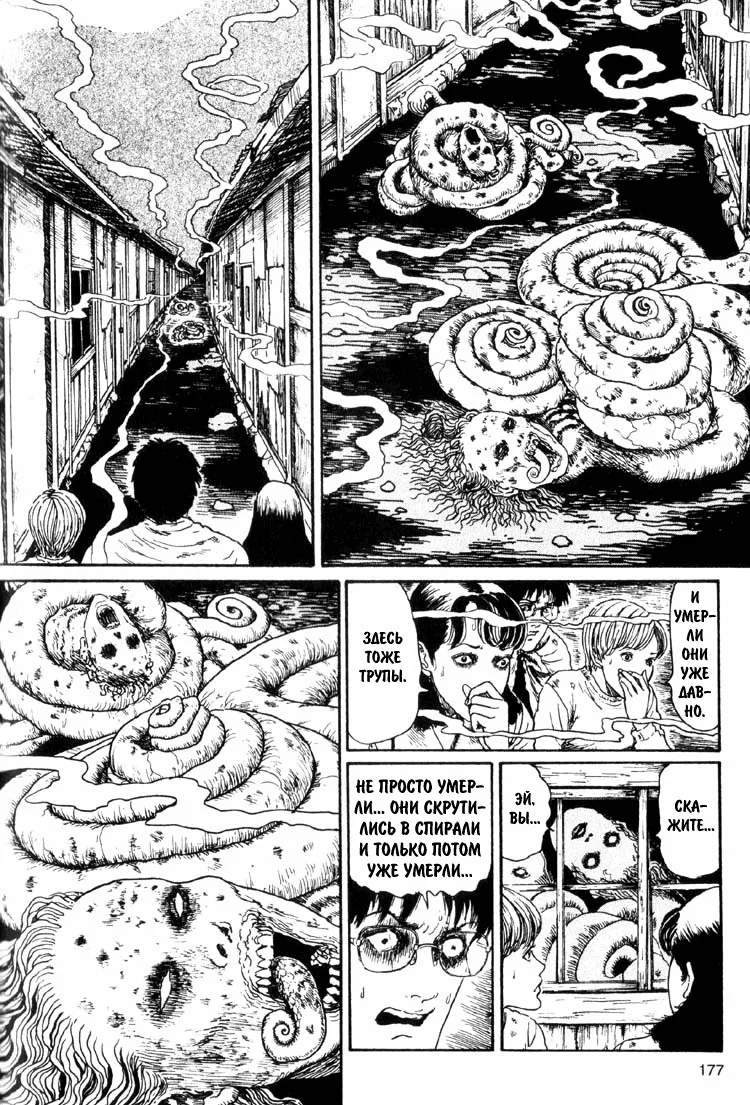 И
УМЕР-
ЛИ ОНИ
УЖЕ
ДАВ-
НО.
ЗДЕСЬ
ТОЖЕ
ТРУПЫ.
НЕ ПРОСТО УМЕР-
ЛИ... ОНИ СКРУТИ-
ЛИСЬ В СПИРАЛИ
И ТОЛЬКО ПОТОМ
УЖЕ УМЕРЛИ...
ЭЙ,
ВЫ...
СКА-
ЖИТЕ...
177